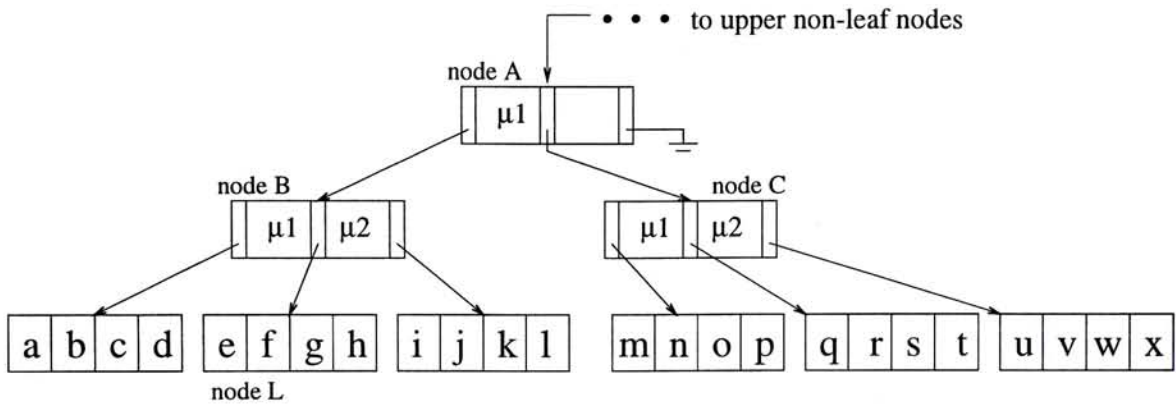 • • • to upper non-leaf nodes
node A
μ1
node B
node C
μ1 μ2
μ1 μ2
a b c d e f g h i j k l m n o p q r s t u v w x
node L